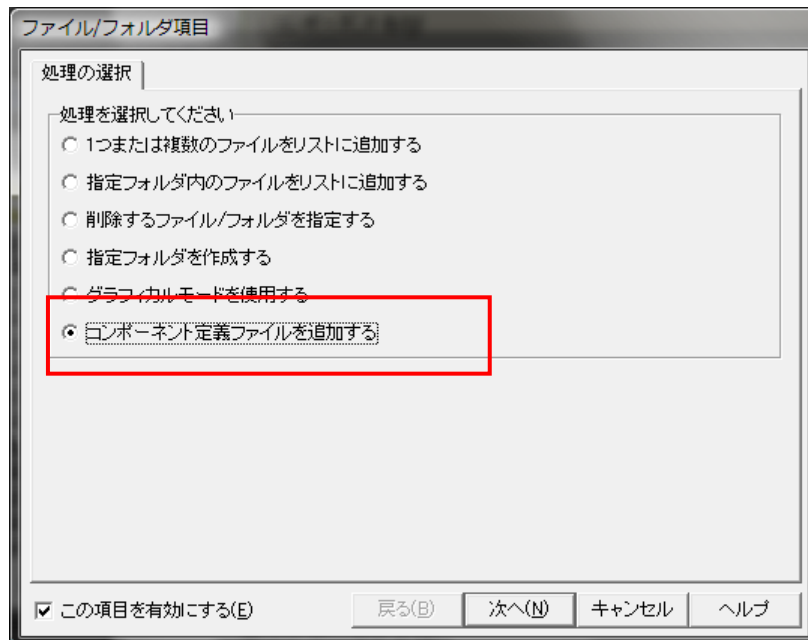 ファイル/フォルダ項目
処理の選択
処理を選択してください
1つまたは複数のファイルをリストに追加する
指定フォルダ内のファイルをリストに追加する
削除するファイル/フォルダを指定する
指定フォルダを作成する
グラフィカルモードを使用する
コンポーネント定義ファイルを追加する
この項目を有効にする(E) 戻る(B) 次へ(N) キャンセル ヘルプ